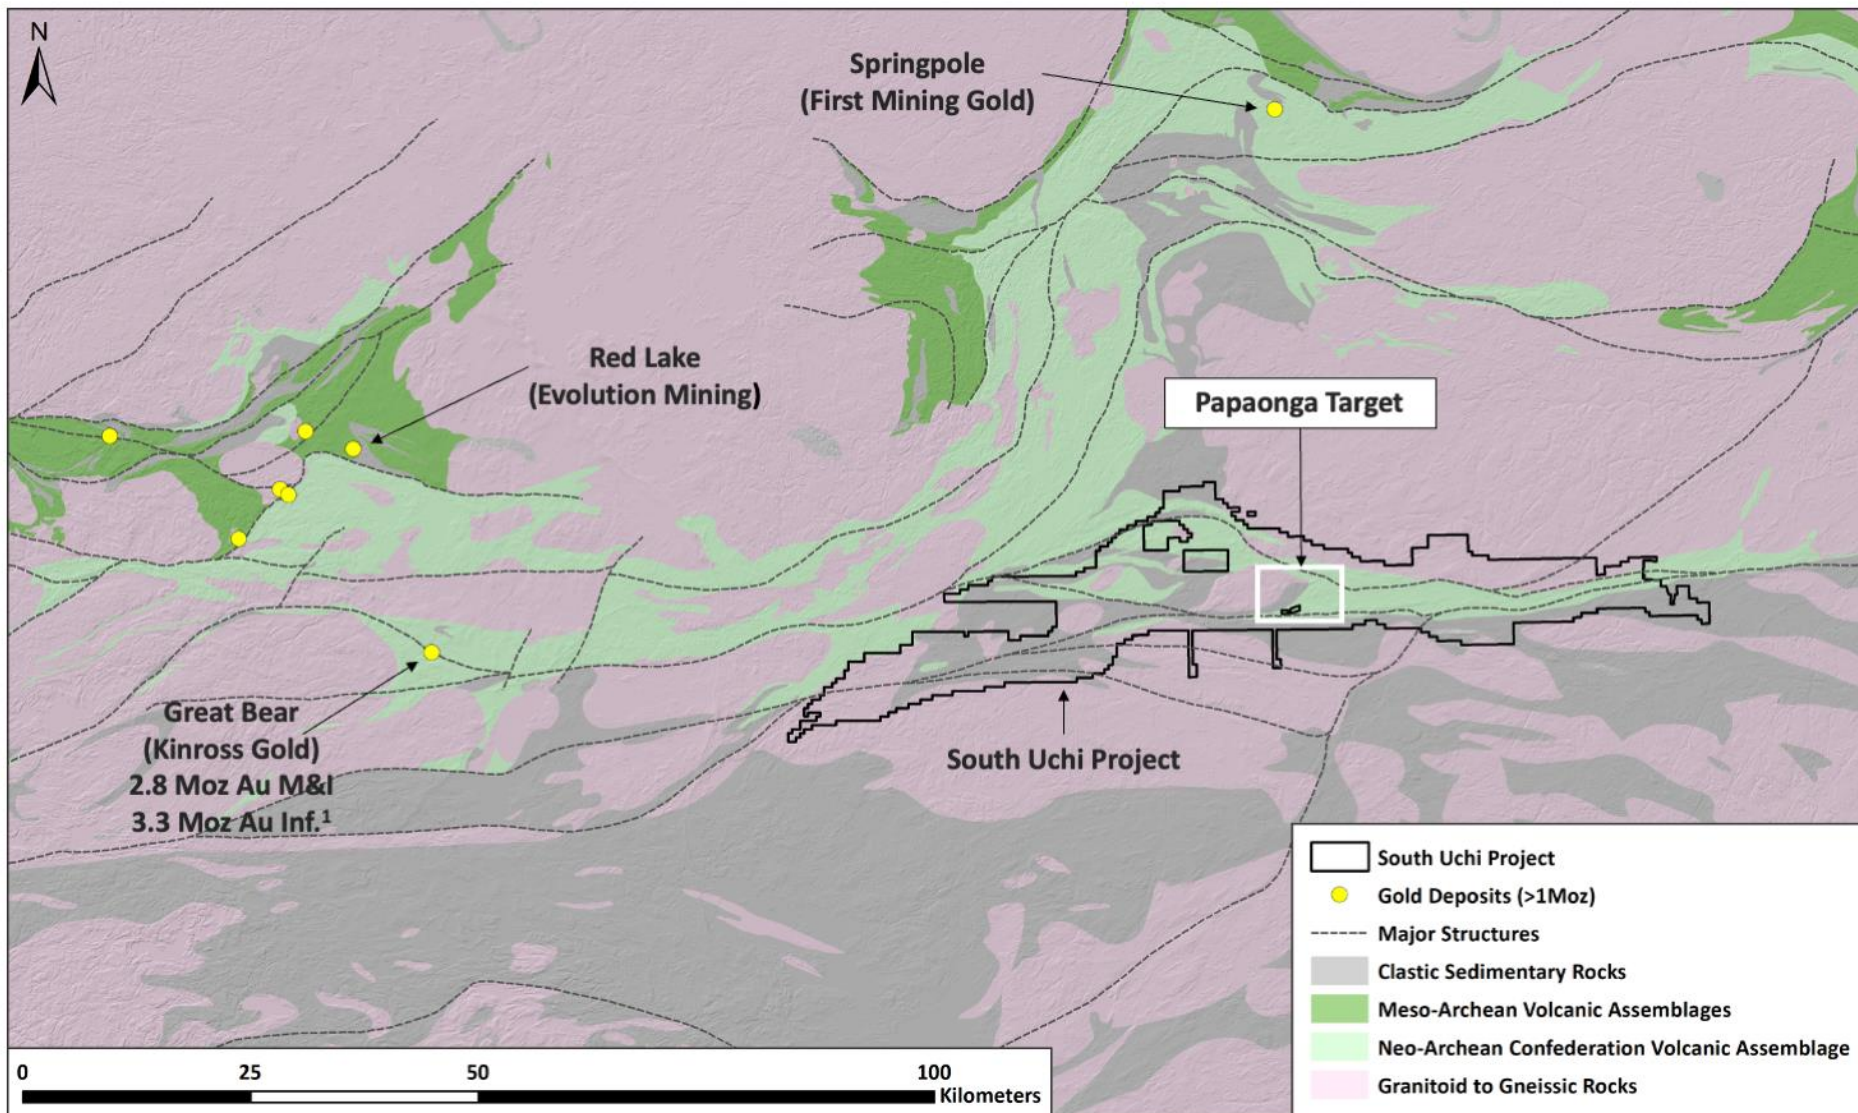 N
Springpole
(First Mining Gold)
Red Lake
(Evolution Mining)
Papaonga Target
Great Bear
(Kinross Gold)
2.8 Moz Au M&I
3.3 Moz Au Inf.¹
South Uchi Project
South Uchi Project
Gold Deposits (>1Moz)
Major Structures
Clastic Sedimentary Rocks
Meso-Archean Volcanic Assemblages
Neo-Archean Confederation Volcanic Assemblage
Granitoid to Gneissic Rocks
0 25 50 100
Kilometers